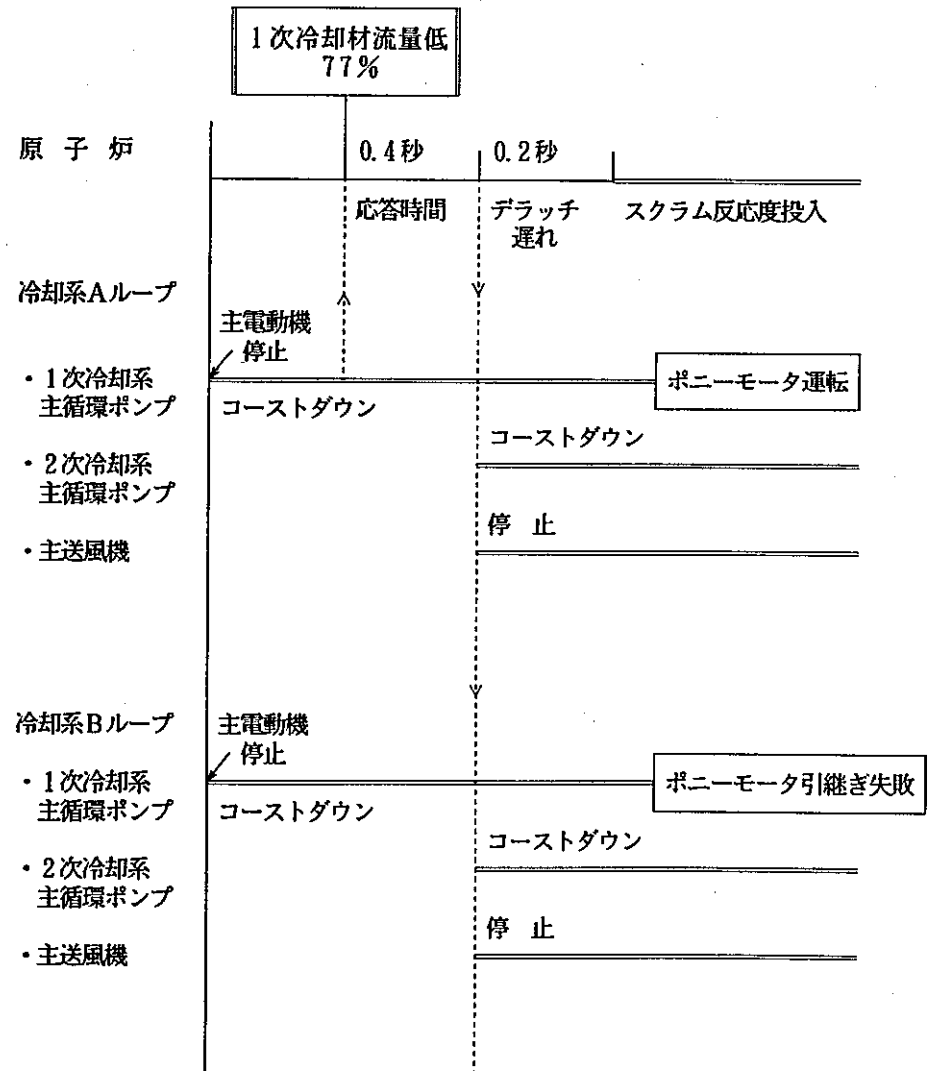 1次冷却材流量低
77%
原子炉
0.4秒
0.2秒
応答時間
デラッチ
遅れ
スクラム反応度投入
冷却系Aループ
主電動機
停止
・1次冷却系
主循環ポンプ
コーストダウン
ポニーモータ運転
・2次冷却系
主循環ポンプ
コーストダウン
・主送風機
停止
冷却系Bループ
主電動機
停止
・1次冷却系
主循環ポンプ
コーストダウン
ポニーモータ引継ぎ失敗
・2次冷却系
主循環ポンプ
コーストダウン
・主送風機
停止